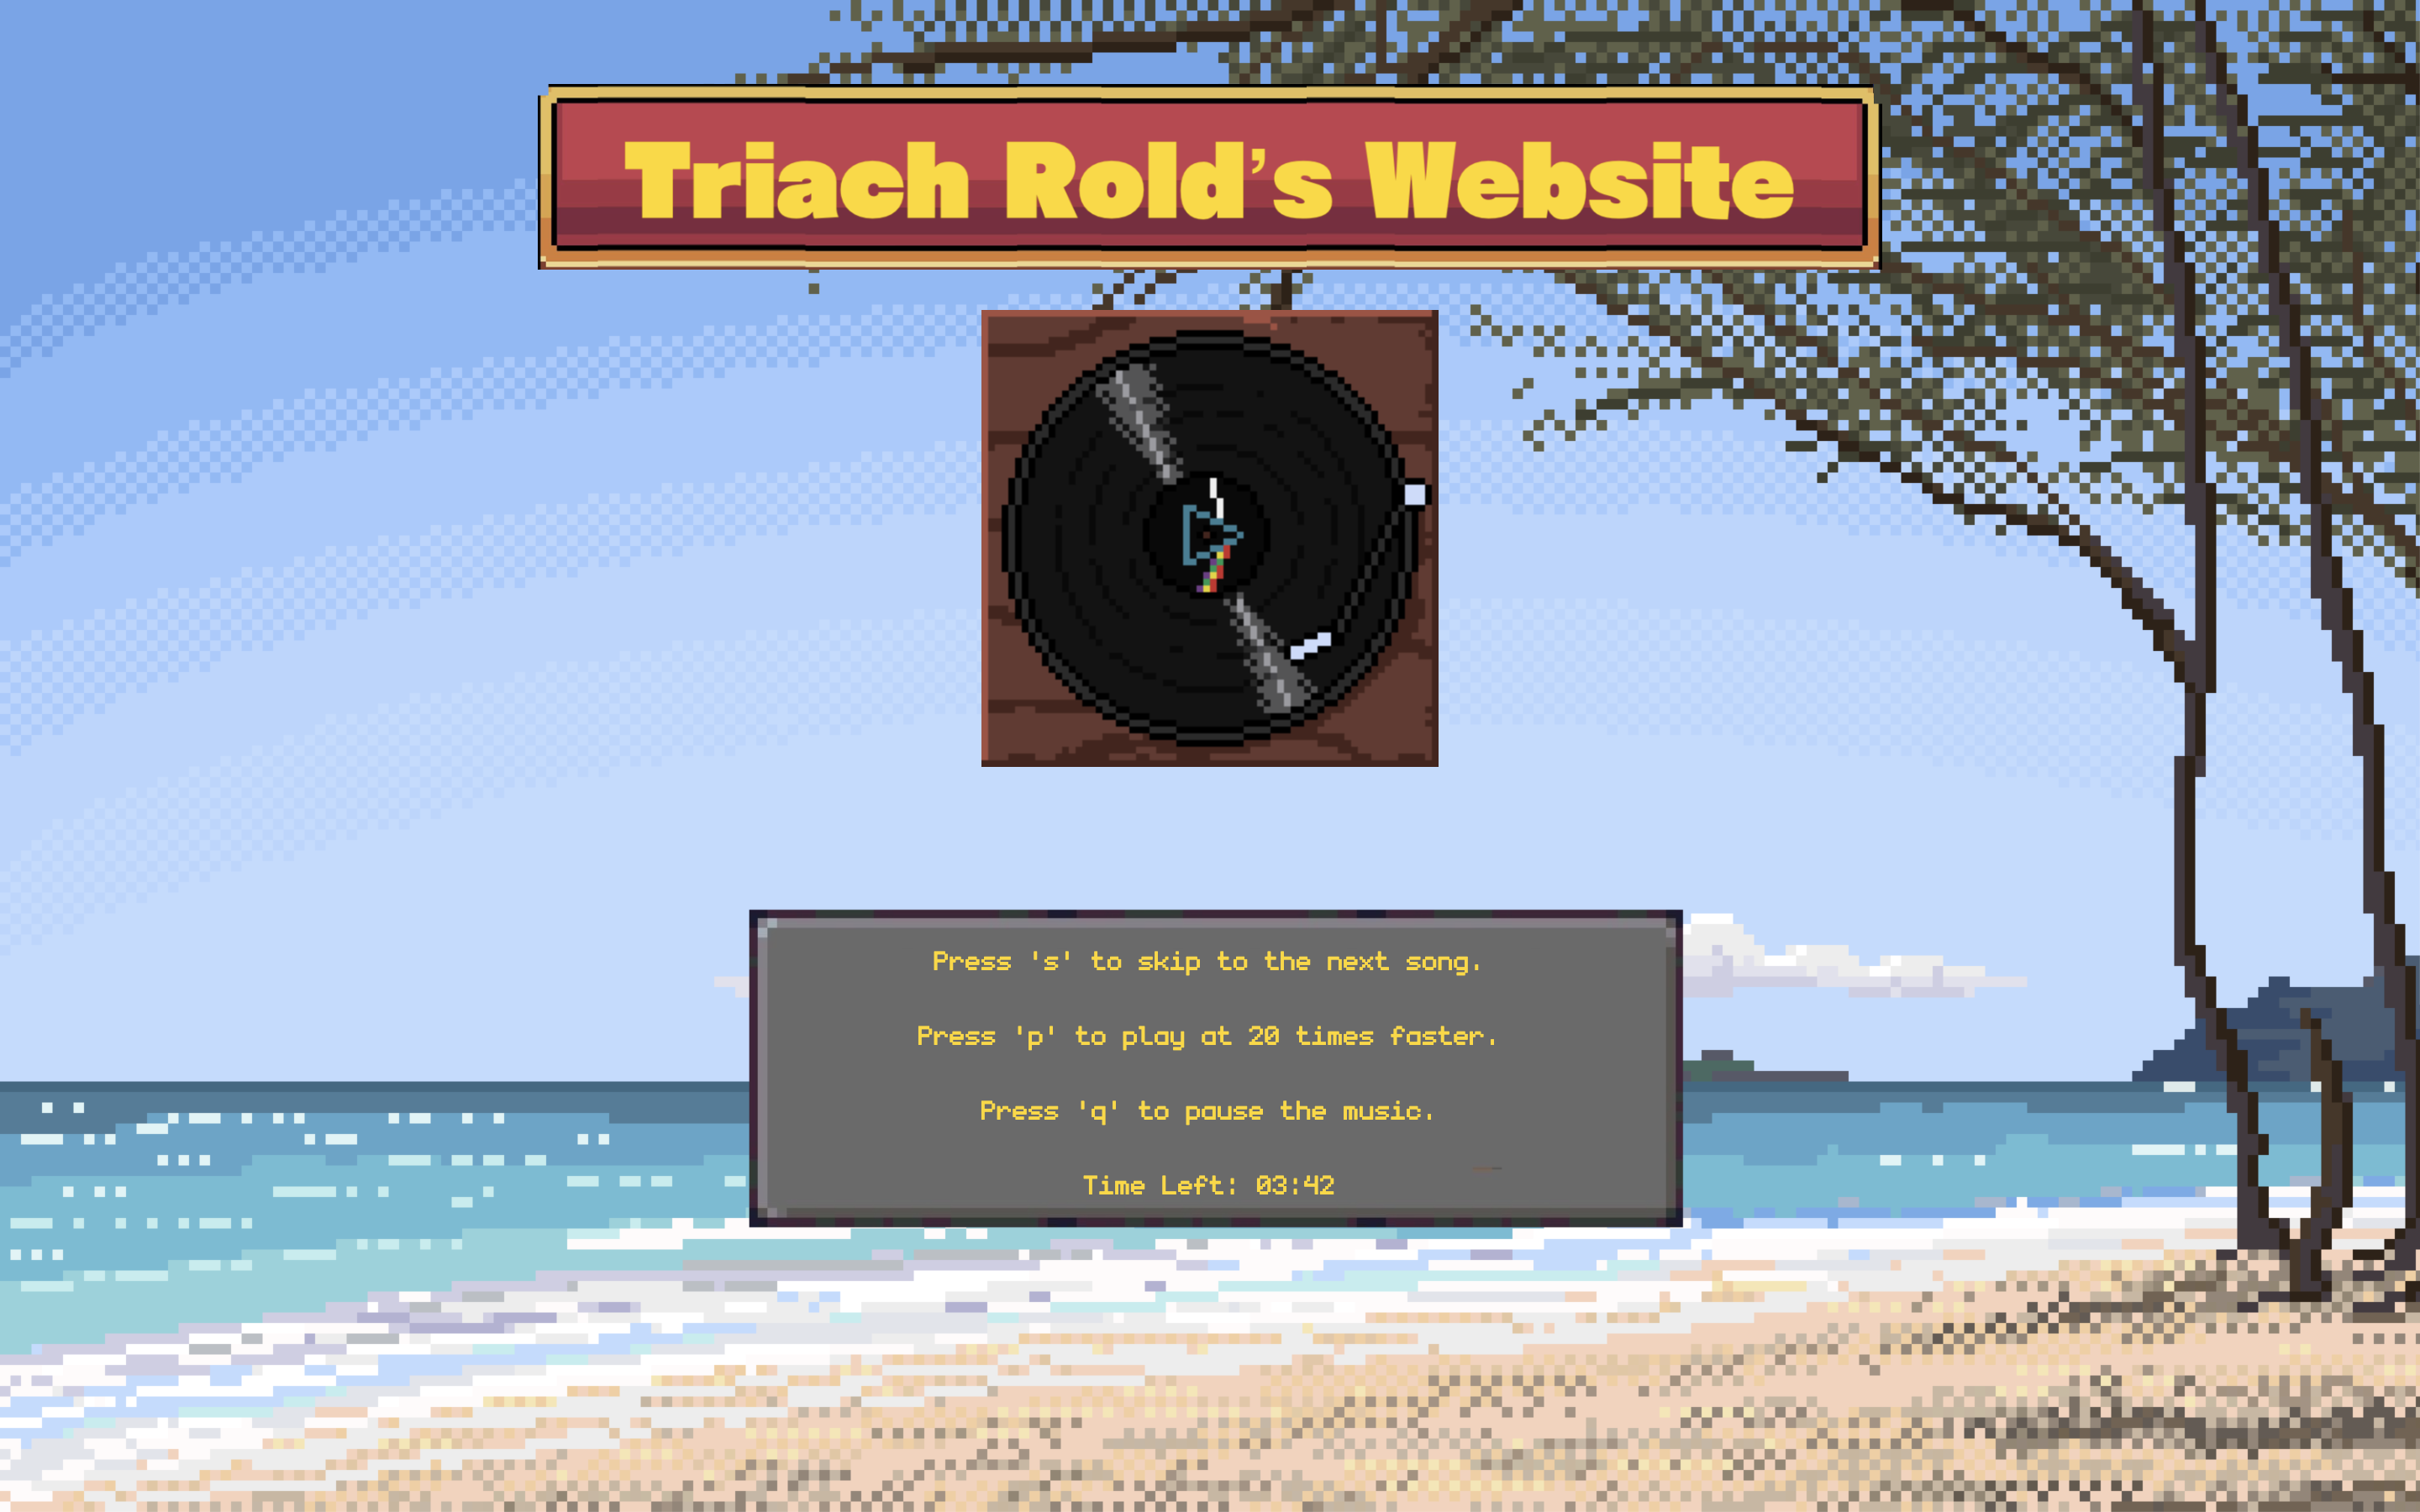 Triach Rold's Website
Press 's' to skip to the next song.
Press 'p' to play at 20 times faster.
Press 'q' to pause the music.
Time Left: 03:42